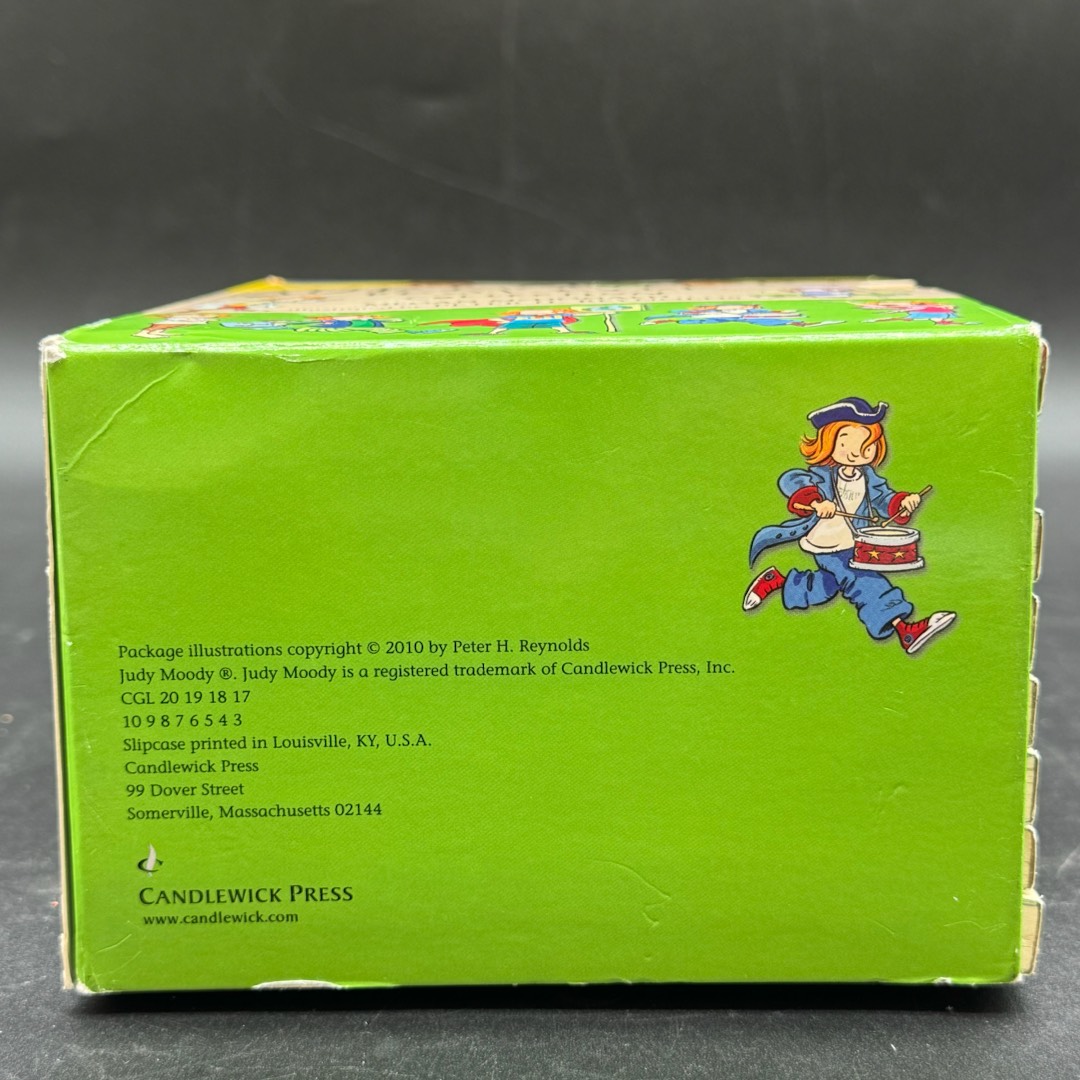 Package illustrations copyright © 2010 by Peter H. Reynolds
Judy Moody ®. Judy Moody is a registered trademark of Candlewick Press, Inc.
CGL 20 19 18 17
10 9 8 7 6 5 4 3
Slipcase printed in Louisville, KY, U.S.A.
Candlewick Press
99 Dover Street
Somerville, Massachusetts 02144
CANDLEWICK PRESS
www.candlewick.com